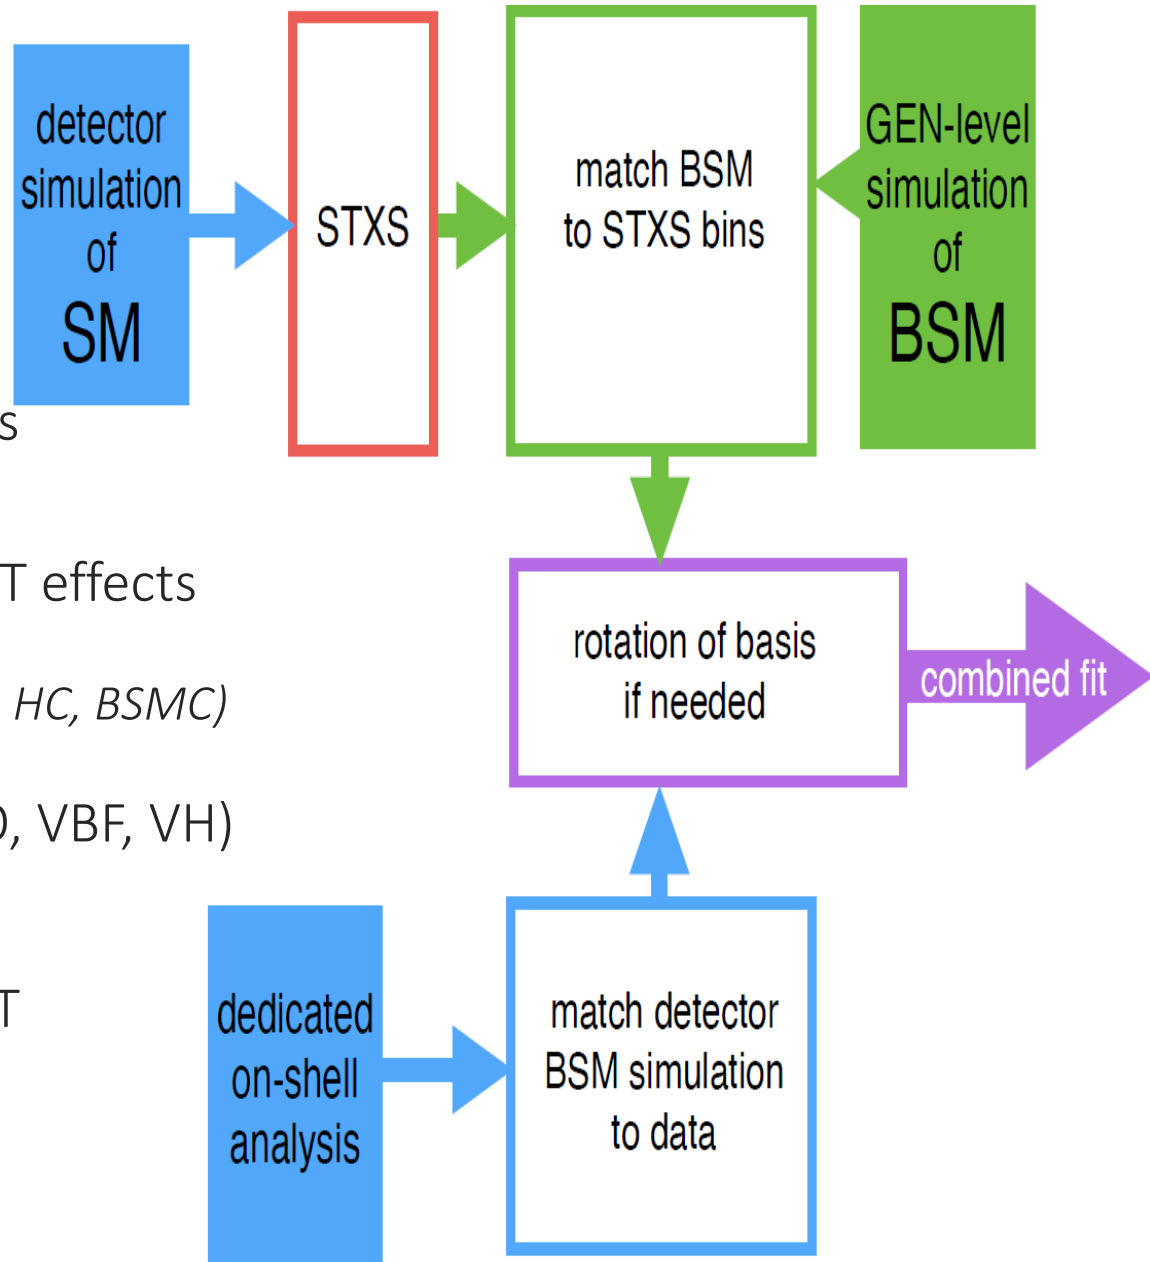 detector
simulation
of
SM
STXS
match BSM
to STXS bins
GEN-level
simulation
of
BSM
s
T effects
HC, BSMC)
, VBF, VH)
T
rotation of basis
if needed
combined fit
dedicated
on-shell
analysis
match detector
BSM simulation
to data